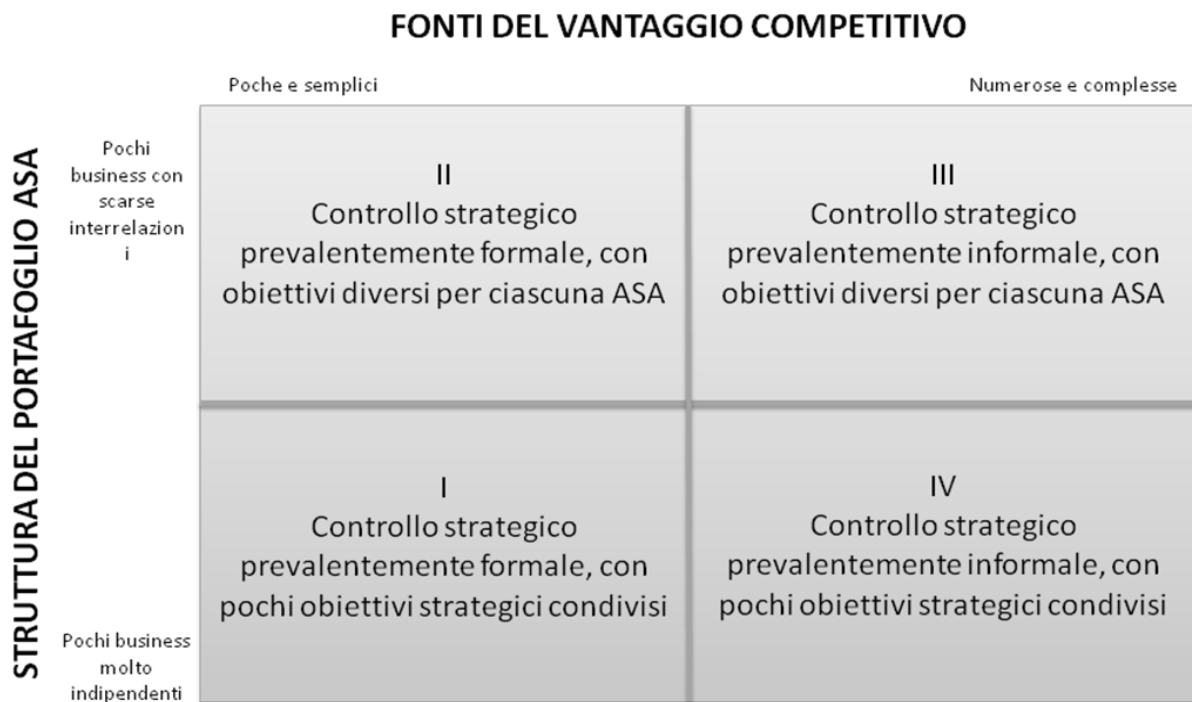 FONTI DEL VANTAGGIO COMPETITIVO
Poche e semplici
Numerose e complesse
STRUTTURA DEL PORTAFOGLIO ASA
Pochi
business con
scarse
interrelazion
i
II
Controllo strategico
prevalentemente formale, con
obiettivi diversi per ciascuna ASA
III
Controllo strategico
prevalentemente informale, con
obiettivi diversi per ciascuna ASA
Pochi business
molto
indipendenti
I
Controllo strategico
prevalentemente formale, con
pochi obiettivi strategici condivisi
IV
Controllo strategico
prevalentemente informale, con
pochi obiettivi strategici condivisi